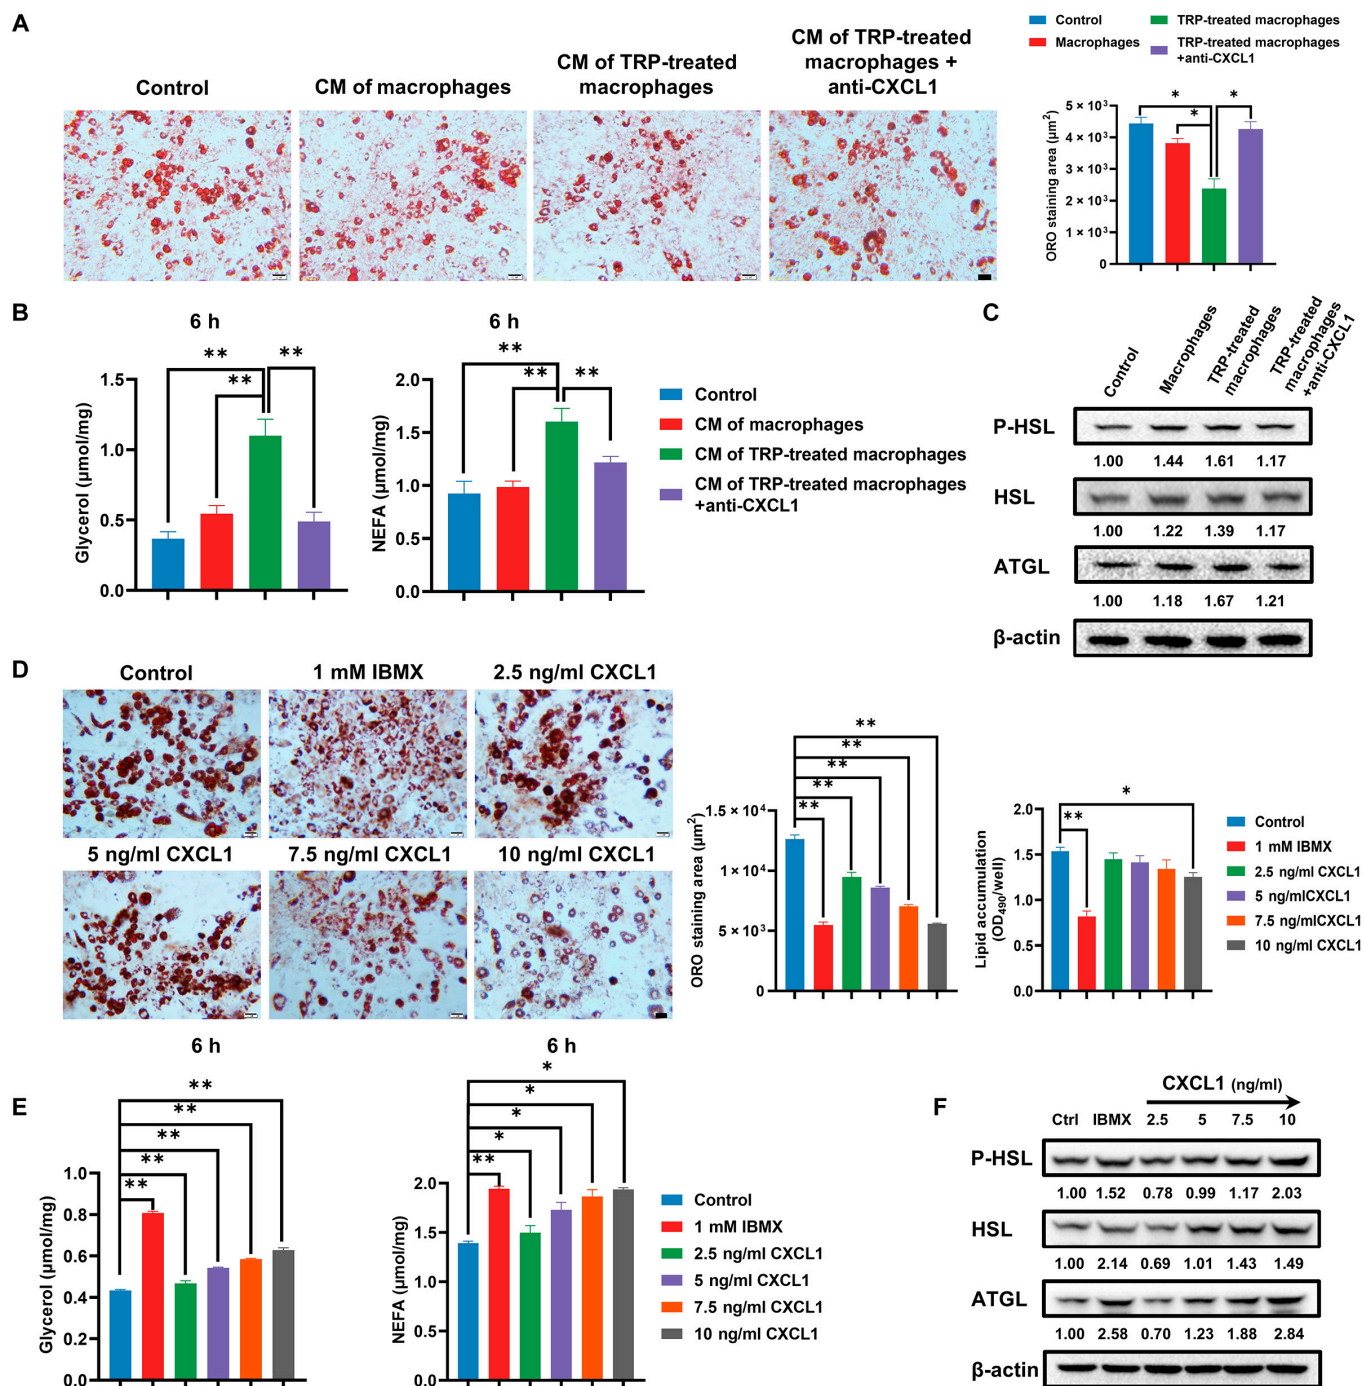 A
Control
CM of macrophages
CM of TRP-treated
macrophages
CM of TRP-treated
macrophages +
anti-CXCL1
Control
TRP-treated macrophages
Macrophages
TRP-treated macrophages
+anti-CXCL1
ORO staining area (μm²)
5 × 10³
4 × 10³
3 × 10³
2 × 10³
1 × 10³
0
*
*
*
B
6 h
Glycerol (μmol/mg)
1.5
1.0
0.5
0.0
**
**
**
6 h
NEFA (μmol/mg)
2.0
1.5
1.0
0.5
0.0
**
**
**
Control
CM of macrophages
CM of TRP-treated macrophages
CM of TRP-treated macrophages
+anti-CXCL1
C
Control
Macrophages
TRP-treated
macrophages
TRP-treated
macrophages
+anti-CXCL1
P-HSL
1.00 1.44 1.61 1.17
HSL
1.00 1.22 1.39 1.17
ATGL
1.00 1.18 1.67 1.21
β-actin
D
Control
1 mM IBMX
2.5 ng/ml CXCL1
5 ng/ml CXCL1
7.5 ng/ml CXCL1
10 ng/ml CXCL1
ORO staining area (μm²)
1.5 × 10⁴
1 × 10⁴
5 × 10³
0
**
**
**
**
**
Lipid accumulation
(OD₄₉₀/well)
2.0
1.5
1.0
0.5
0.0
*
**
Control
1 mM IBMX
2.5 ng/ml CXCL1
5 ng/mlCXCL1
7.5 ng/mlCXCL1
10 ng/ml CXCL1
E
6 h
Glycerol (μmol/mg)
1.0
0.8
0.6
0.4
0.2
0.0
**
**
**
**
**
6 h
NEFA (μmol/mg)
2.0
1.5
1.0
0.5
0.0
*
*
*
*
**
Control
1 mM IBMX
2.5 ng/ml CXCL1
5 ng/ml CXCL1
7.5 ng/ml CXCL1
10 ng/ml CXCL1
F
CXCL1 (ng/ml)
Ctrl IBMX 2.5 5 7.5 10
P-HSL
1.00 1.52 0.78 0.99 1.17 2.03
HSL
1.00 2.14 0.69 1.01 1.43 1.49
ATGL
1.00 2.58 0.70 1.23 1.88 2.84
β-actin